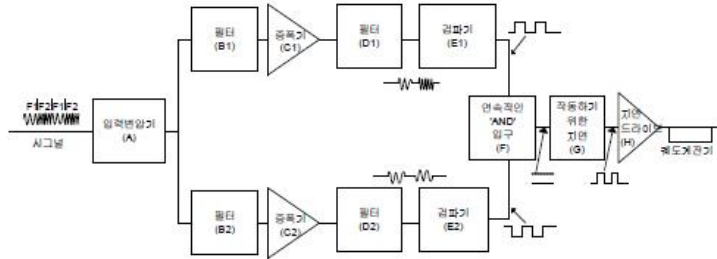 필터
(B1)
증폭기
(C1)
필터
(D1)
검파기
(E1)
F1F2F1F2
시그널
입력변압기
(A)
연속적인
'AND'
입구
(F)
작동하기
위한
지연
(G)
지연
드라이브
(H)
궤도계전기
필터
(B2)
증폭기
(C2)
필터
(D2)
검파기
(E2)